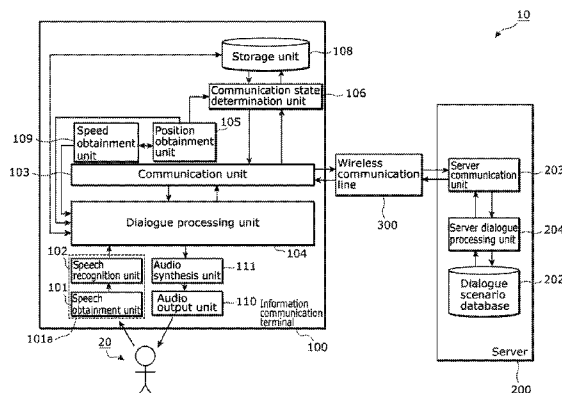 10
Storage unit
108
Communication state
determination unit
106
109
Speed
obtainment
unit
Position
obtainment
unit
105
103
Communication unit
Wireless
communication
line
300
Server
communication
unit
203
Dialogue processing unit
104
Server dialogue
processing unit
204
102
Speech
recognition unit
Audio
synthesis unit
111
Dialogue
scenario
database
202
101
Speech
obtainment unit
Audio
output unit
110
Information
communication
terminal
101a
100
20
Server
200